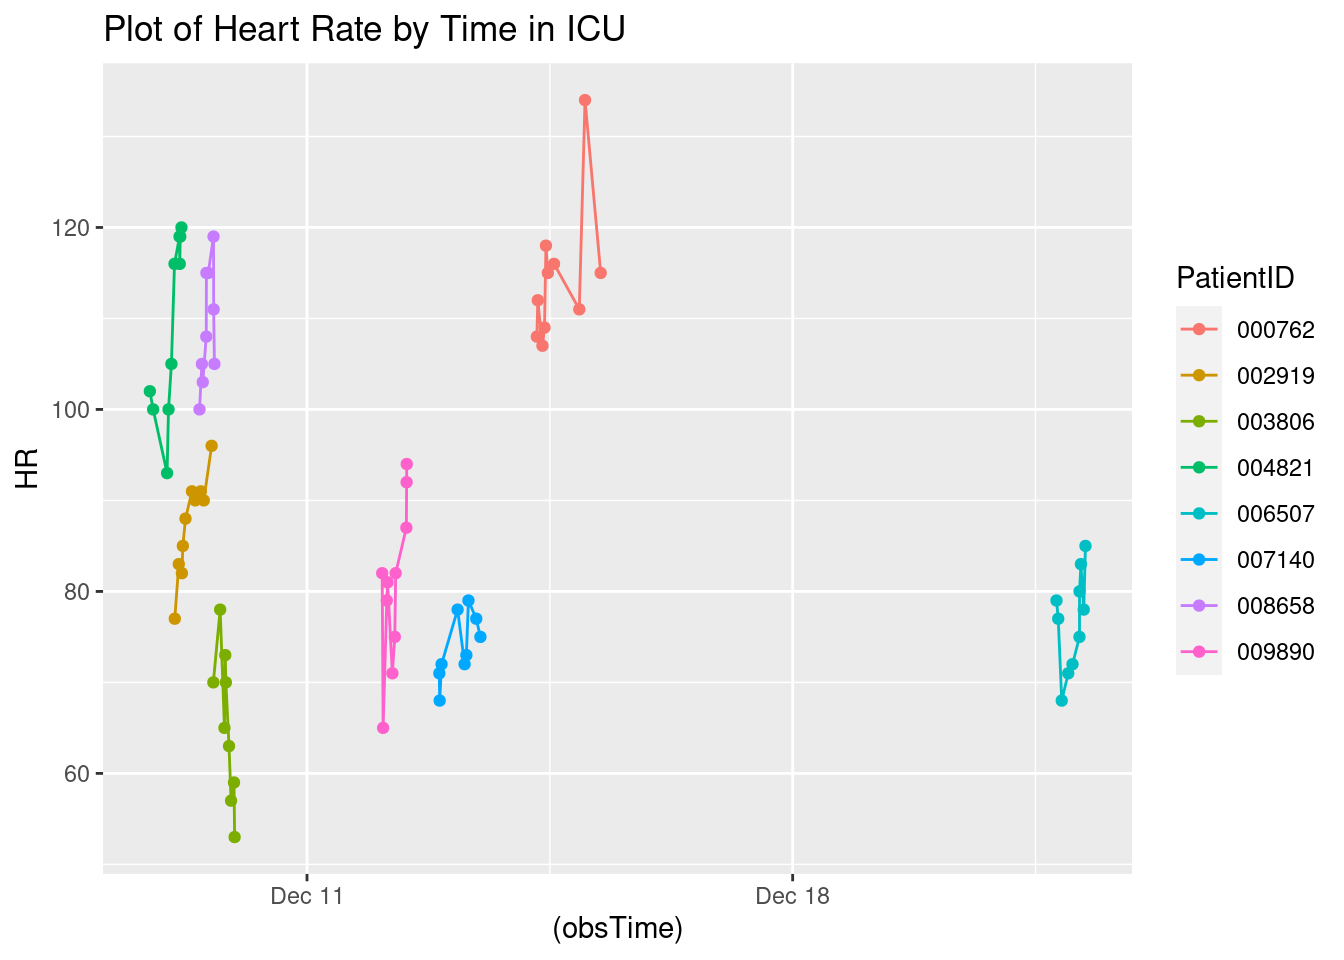 Plot of Heart Rate by Time in ICU
120
100
80
60
HR
Dec 11
Dec 18
(obsTime)
PatientID
000762
002919
003806
004821
006507
007140
008658
009890